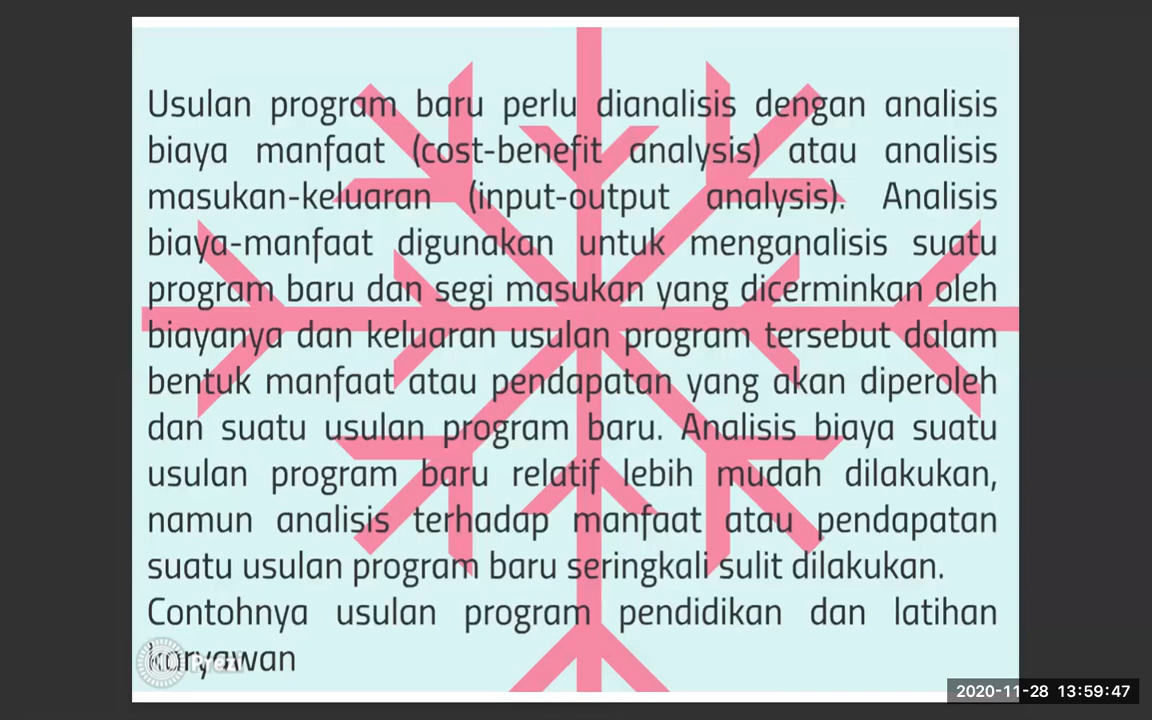 Usulan program baru perlu dianalisis dengan analisis
biaya manfaat (cost-benefit analysis) atau analisis
masukan-keluaran (input-output analysis). Analisis
biaya-manfaat digunakan untuk menganalisis suatu
program baru dan segi masukan yang dicerminkan oleh
biayanya dan keluaran usulan program tersebut dalam
bentuk manfaat atau pendapatan yang akan diperoleh
dan suatu usulan program baru. Analisis biaya suatu
usulan program baru relatif lebih mudah dilakukan,
namun analisis terhadap manfaat atau pendapatan
suatu usulan program baru seringkali sulit dilakukan.
Contohnya usulan program pendidikan dan latihan
karyawan
Prezi
2020-11-28 13:59:47